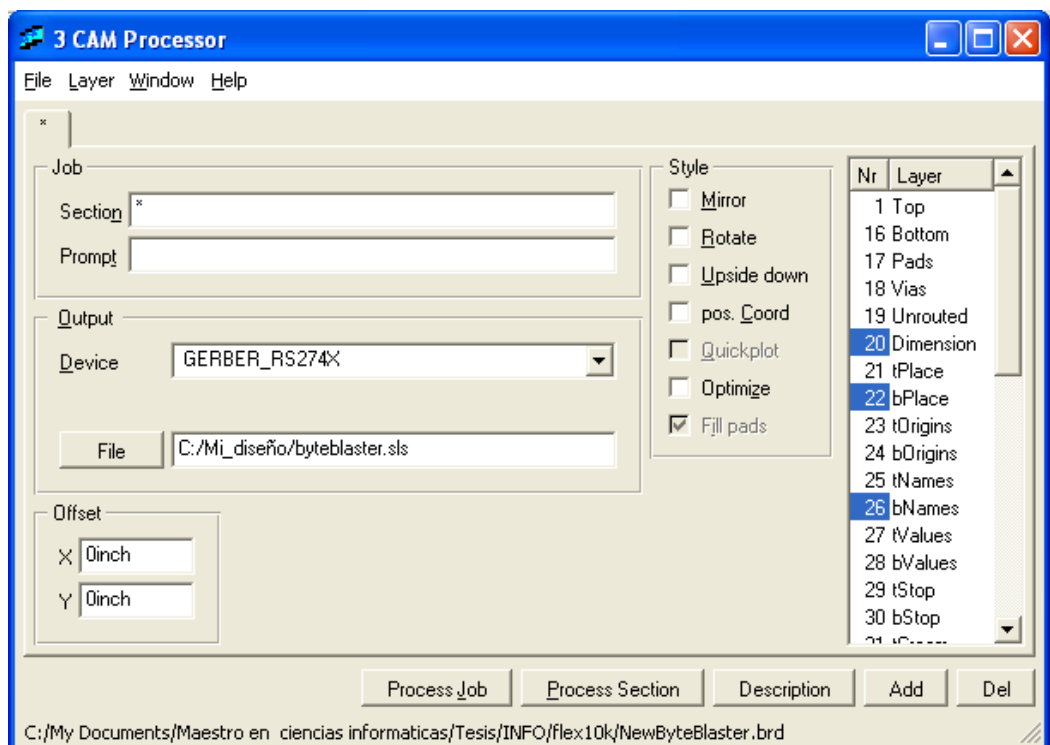 3 CAM Processor
File Layer Window Help
*
Job
Section *
Prompt
Output
Device GERBER_RS274X
File C:/Mi_diseño/byteblaster.sls
Offset
X 0inch
Y 0inch
Style
Mirror
Rotate
Upside down
pos. Coord
Quickplot
Optimize
Fill pads
Nr Layer
1 Top
16 Bottom
17 Pads
18 Vias
19 Unrouted
20 Dimension
21 tPlace
22 bPlace
23 tOrigins
24 bOrigins
25 tNames
26 bNames
27 tValues
28 bValues
29 tStop
30 bStop
Process Job Process Section Description Add Del
C:/My Documents/Maestro en ciencias informaticas/Tesis/INFO/flex10k/NewByteBlaster.brd